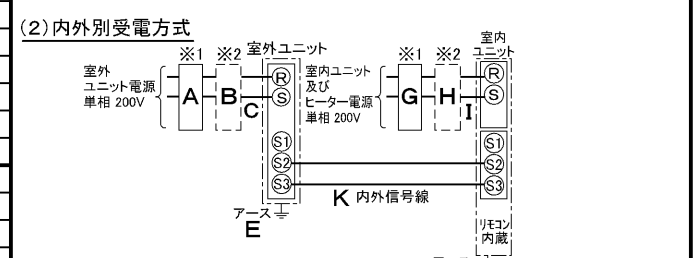 (2)内外別受電方式
※1 ※2 室外ユニット
室外
ユニット電源
単相 200V
A B C
R
S
S1
S2
S3
アース
E
※1 ※2 室内
ユニット
室内ユニット
及び
ヒーター電源
単相 200V
G H I
R
S
S1
S2
S3
K 内外信号線
リモコン
内蔵